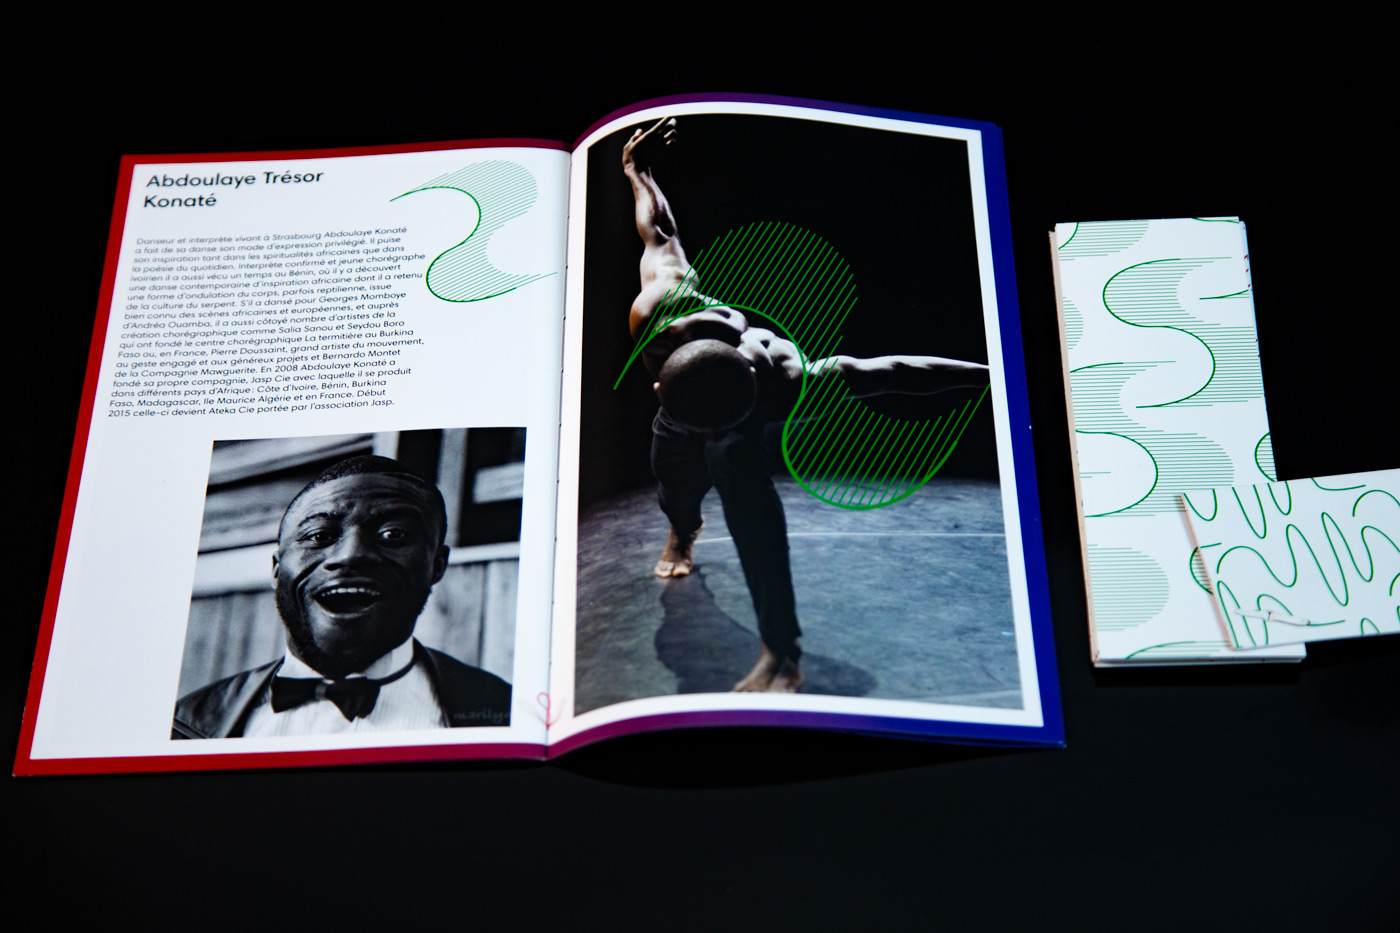 Abdoulaye Trésor
Konaté
Danseur et interprète vivant à Strasbourg Abdoulaye Konaté
a fait de sa danse son mode d'expression privilégié. Il puise
son inspiration tant dans les spiritualités africaines que dans
la poésie du quotidien. Interprète confirmé et jeune chorégraphe
ivoirien il a aussi vécu un temps au Bénin, où il y a découvert
une danse contemporaine d'inspiration africaine dont il a retenu
une forme d'ondulation du corps, parfois reptilienne, issue
de la culture du serpent. S'il a dansé pour Georges Momboye
bien connu des scènes africaines et européennes, et auprès
d'Andréa Ouamba, il a aussi côtoyé nombre d'artistes de la
création chorégraphique comme Salia Sanou et Seydou Boro
qui ont fondé le centre chorégraphique La termitière au Burkina
Faso ou, en France, Pierre Doussaint, grand artiste du mouvement,
au geste engagé et aux généreux projets et Bernardo Montet
de la Compagnie Mawguerite. En 2008 Abdoulaye Konaté a
fondé sa propre compagnie, Jasp Cie avec laquelle il se produit
dans différents pays d'Afrique : Côte d'Ivoire, Bénin, Burkina
Faso, Madagascar, Ile Maurice Algérie et en France. Début
2015 celle-ci devient Ateka Cie portée par l'association Jasp.